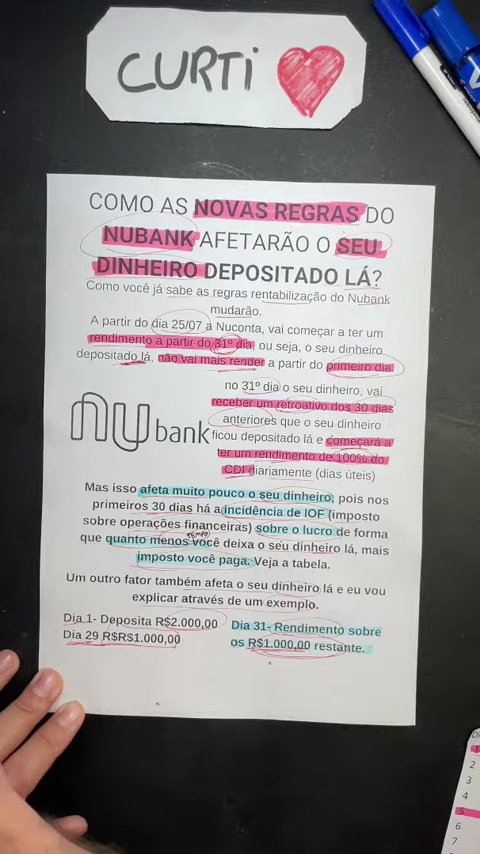 CURTi
COMO AS NOVAS REGRAS DO
NUBANK AFETARÃO O SEU
DINHEIRO DEPOSITADO LÁ?
Como você já sabe as regras rentabilização do Nubank
mudarão.
A partir do dia 25/07 a Nuconta, vai começar a ter um
rendimento a partir do 31º dia, ou seja, o seu dinheiro
depositado lá, não vai mais render a partir do primeiro dia.
no 31º dia o seu dinheiro, vai
receber um retroativo dos 30 dias
anteriores que o seu dinheiro
ficou depositado lá e começará a
ter um rendimento de 100% do
CDI diariamente (dias úteis)
nu bank
Mas isso afeta muito pouco o seu dinheiro, pois nos
primeiros 30 dias há a incidência de IOF (imposto
sobre operações financeiras) sobre o lucro de forma
que quanto menos você deixa o seu dinheiro lá, mais
imposto você paga. Veja a tabela.
Um outro fator também afeta o seu dinheiro lá e eu vou
explicar através de um exemplo.
Dia 1- Deposita R$2.000,00
Dia 29 R$R$1.000,00
Dia 31- Rendimento sobre
os R$1.000,00 restante.
2
3
4
5
6
7